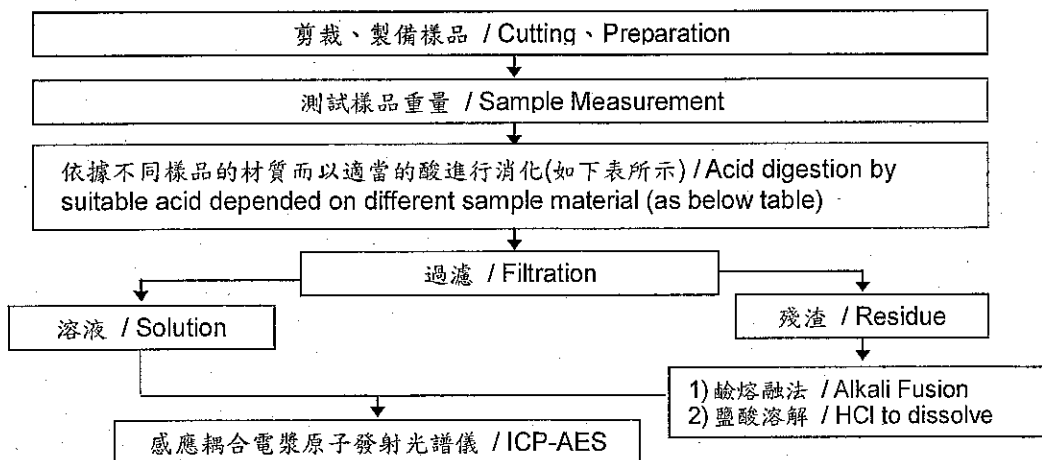 剪裁、製備樣品 / Cutting、Preparation
測試樣品重量 / Sample Measurement
依據不同樣品的材質而以適當的酸進行消化(如下表所示) / Acid digestion by
suitable acid depended on different sample material (as below table)
過濾 / Filtration
溶液 / Solution
殘渣 / Residue
1) 鹼熔融法 / Alkali Fusion
2) 鹽酸溶解 / HCl to dissolve
感應耦合電漿原子發射光譜儀 / ICP-AES